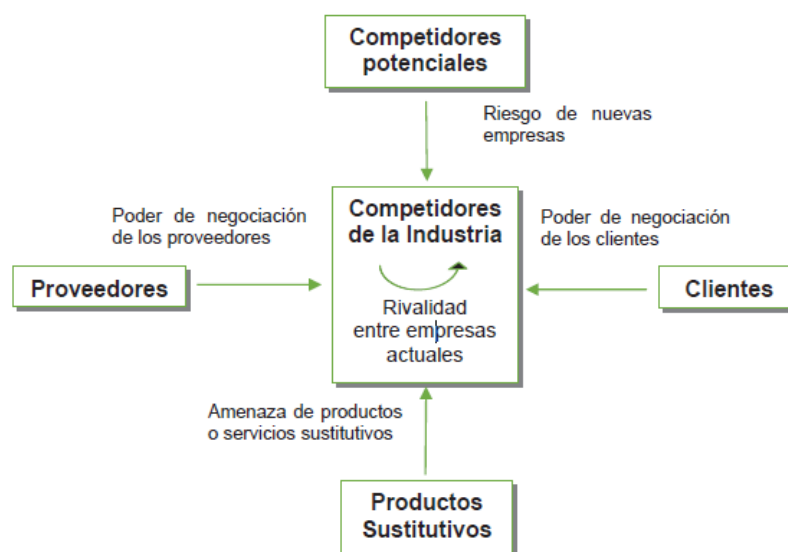 Competidores
potenciales
Riesgo de nuevas
empresas
Poder de negociación
de los proveedores
Competidores
de la Industria
Poder de negociación
de los clientes
Proveedores
Rivalidad
entre empresas
actuales
Clientes
Amenaza de productos
o servicios sustitutivos
Productos
Sustitutivos